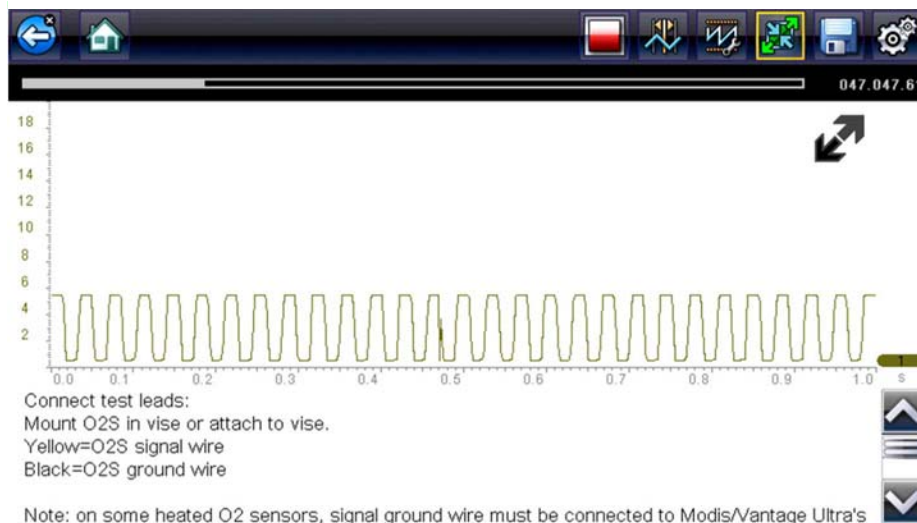 047.047.6
18
16
14
12
10
8
6
4
2
1
0.0 0.1 0.2 0.3 0.4 0.5 0.6 0.7 0.8 0.9 1.0 s
Connect test leads:
Mount O2S in vise or attach to vise.
Yellow=O2S signal wire
Black=O2S ground wire
Note: on some heated O2 sensors, signal ground wire must be connected to Modis/Vantage Ultra's